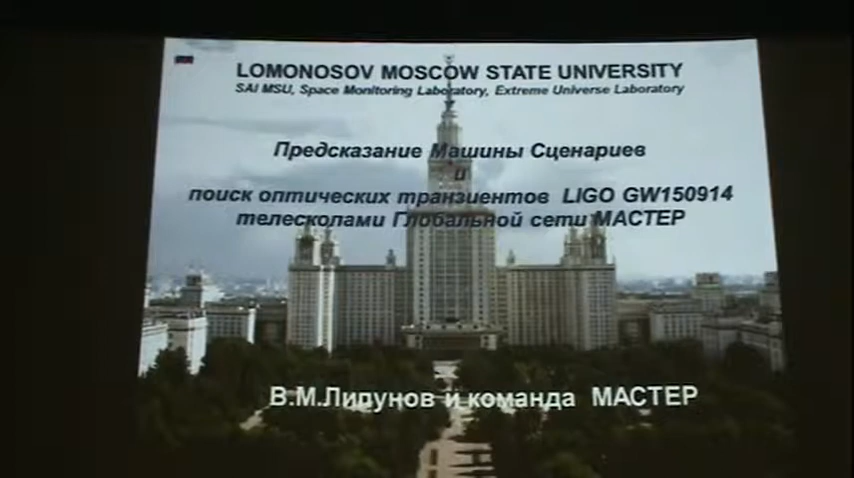 LOMONOSOV MOSCOW STATE UNIVERSITY
SAI MSU, Space Monitoring Laboratory, Extreme Universe Laboratory
Предсказание Машины Сценариев
и
поиск оптических транзиентов LIGO GW150914
телескопами Глобальной сети МАСТЕР
В.М.Липунов и команда МАСТЕР